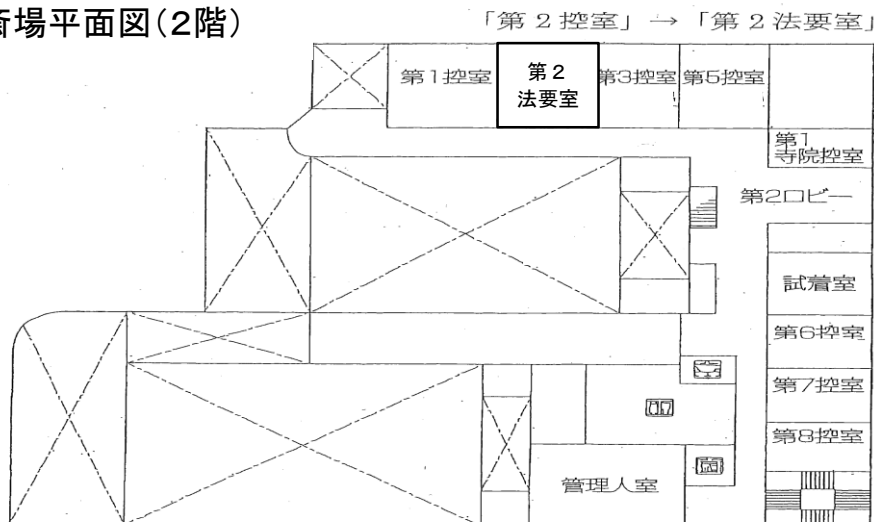 斎場平面図(2階)
「第2控室」→「第2法要室」
第1控室
第2
法要室
第3控室
第5控室
第1
寺院控室
第2ロビー
試着室
第6控室
第7控室
第8控室
管理人室